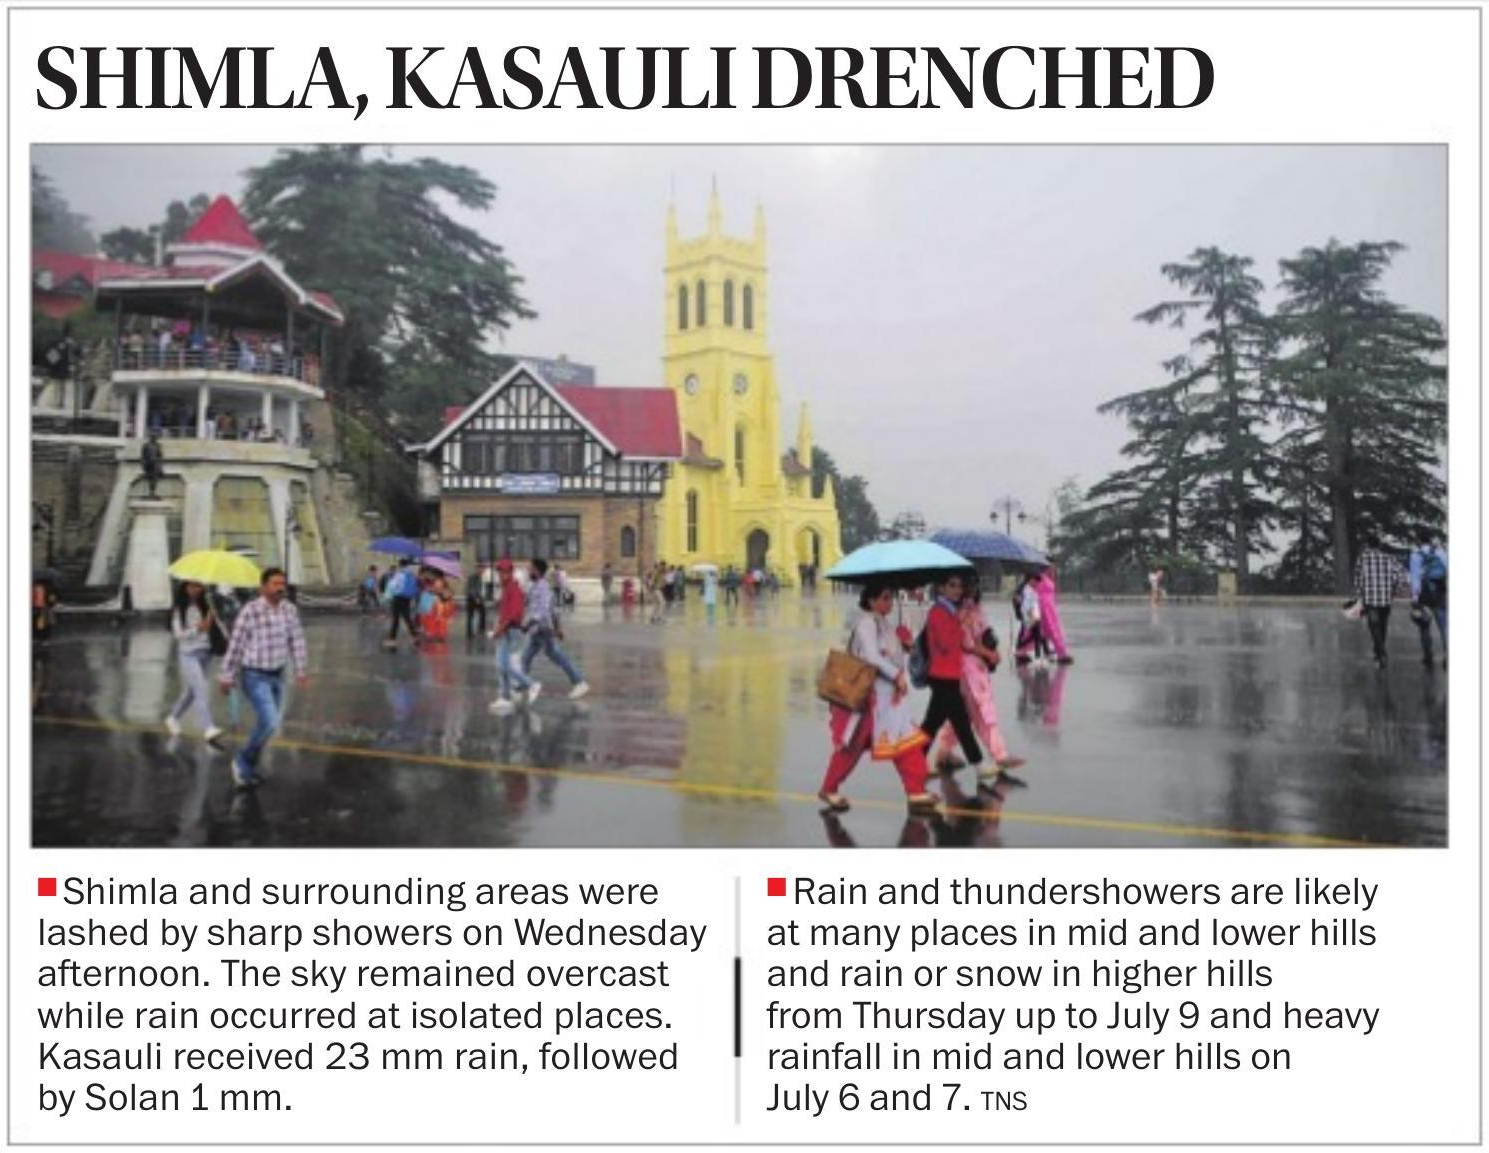 SHIMLA, KASAULI DRENCHED
Shimla and surrounding areas were
lashed by sharp showers on Wednesday
afternoon. The sky remained overcast
while rain occurred at isolated places.
Kasauli received 23 mm rain, followed
by Solan 1 mm.
Rain and thundershowers are likely
at many places in mid and lower hills
and rain or snow in higher hills
from Thursday up to July 9 and heavy
rainfall in mid and lower hills on
July 6 and 7. TNS